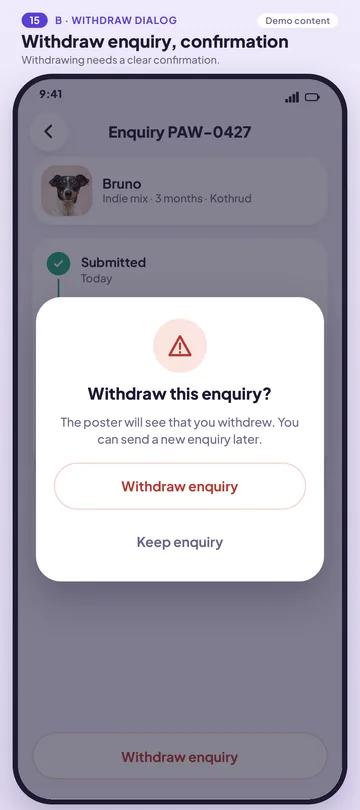 15 B · WITHDRAW DIALOG Demo content
Withdraw enquiry, confirmation
Withdrawing needs a clear confirmation.
9:41
Enquiry PAW-0427
Bruno
Indie mix · 3 months · Kothrud
Submitted
Today
Withdraw this enquiry?
The poster will see that you withdrew. You
can send a new enquiry later.
Withdraw enquiry
Keep enquiry
Withdraw enquiry